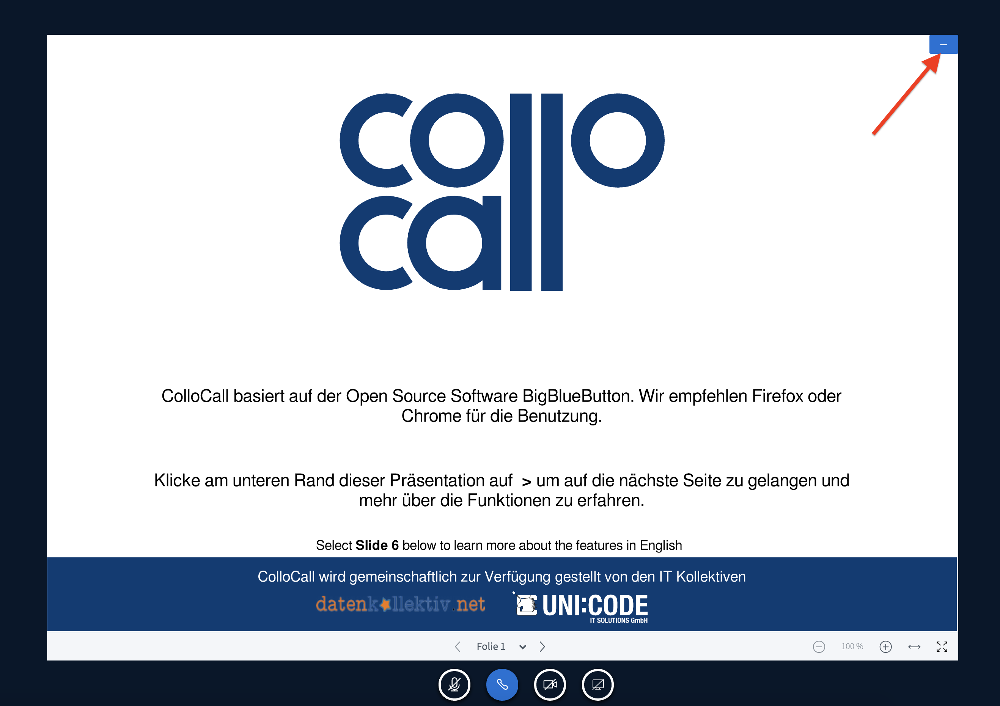 collo
call
ColloCall basiert auf der Open Source Software BigBlueButton. Wir empfehlen Firefox oder
Chrome für die Benutzung.
Klicke am unteren Rand dieser Präsentation auf > um auf die nächste Seite zu gelangen und
mehr über die Funktionen zu erfahren.
Select Slide 6 below to learn more about the features in English
ColloCall wird gemeinschaftlich zur Verfügung gestellt von den IT Kollektiven
datenkollektiv.net
UNI:CODE
IT SOLUTIONS GmbH
Folie 1
100 %